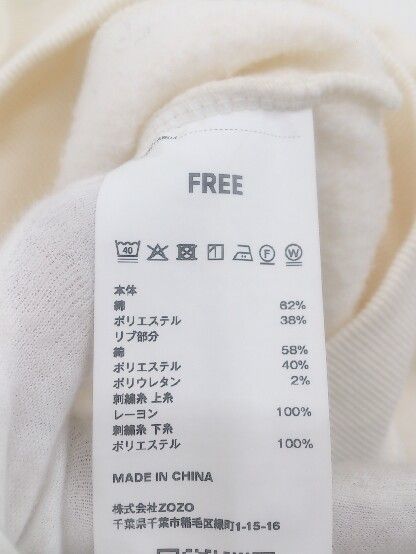 FREE
40
F W
本体
綿 62%
ポリエステル 38%
リブ部分
綿 58%
ポリエステル 40%
ポリウレタン 2%
刺繍糸 上糸
レーヨン 100%
刺繍糸 下糸
ポリエステル 100%
MADE IN CHINA
株式会社ZOZO
千葉県千葉市稲毛区緑町1-15-16